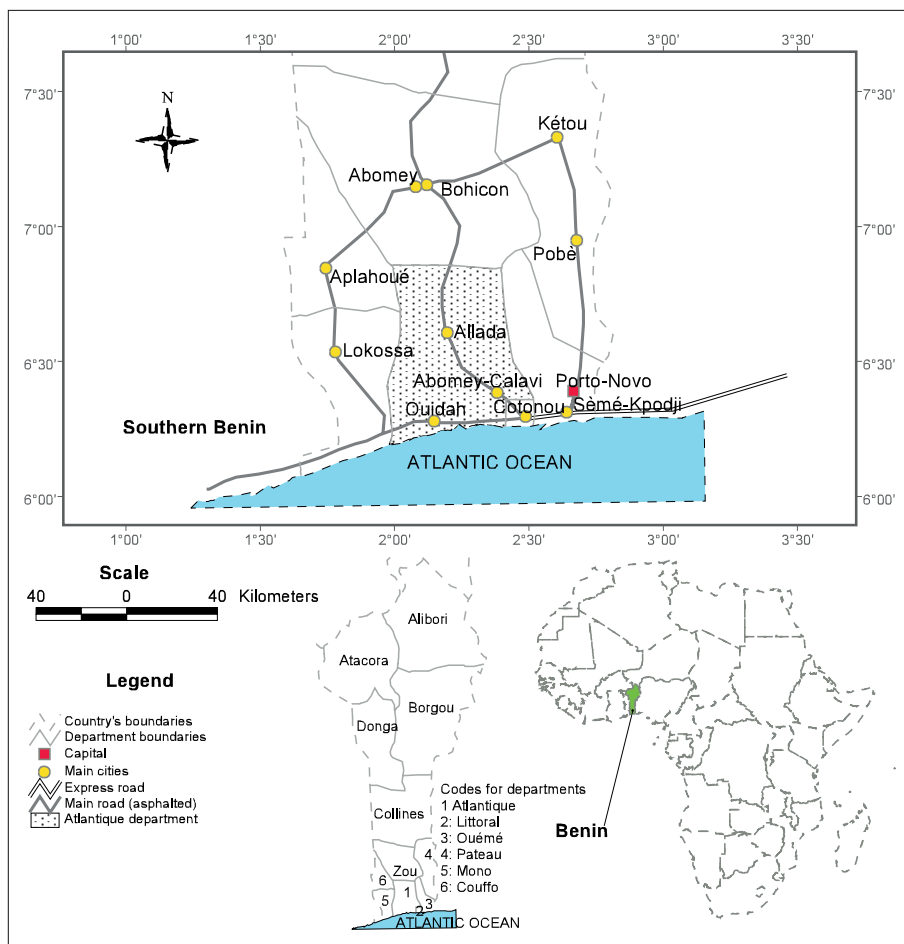 1°00' 1°30' 2°00' 2°30' 3°00' 3°30'
7°30' 7°30'
N
Kétou
Abomey
Bohicon
7°00' 7°00'
Pobè
Aplahoué
Allada
Lokossa
6°30' 6°30'
Abomey-Calavi Porto-Novo
Ouidah Cotonou Sèmé-Kpodji
Southern Benin
ATLANTIC OCEAN
6°00' 6°00'
1°00' 1°30' 2°00' 2°30' 3°00' 3°30'
Scale
40 0 40 Kilometers
Legend
Country's boundaries
Department boundaries
Capital
Main cities
Express road
Main road (asphalted)
Atlantique department
Alibori
Atacora
Borgou
Donga
Collines
4
Zou
6
1
5
3
2
ATLANTIC OCEAN
Codes for departments
1 Atlantique
2: Littoral
3: Ouémé
4: Pateau
5: Mono
6: Couffo
Benin